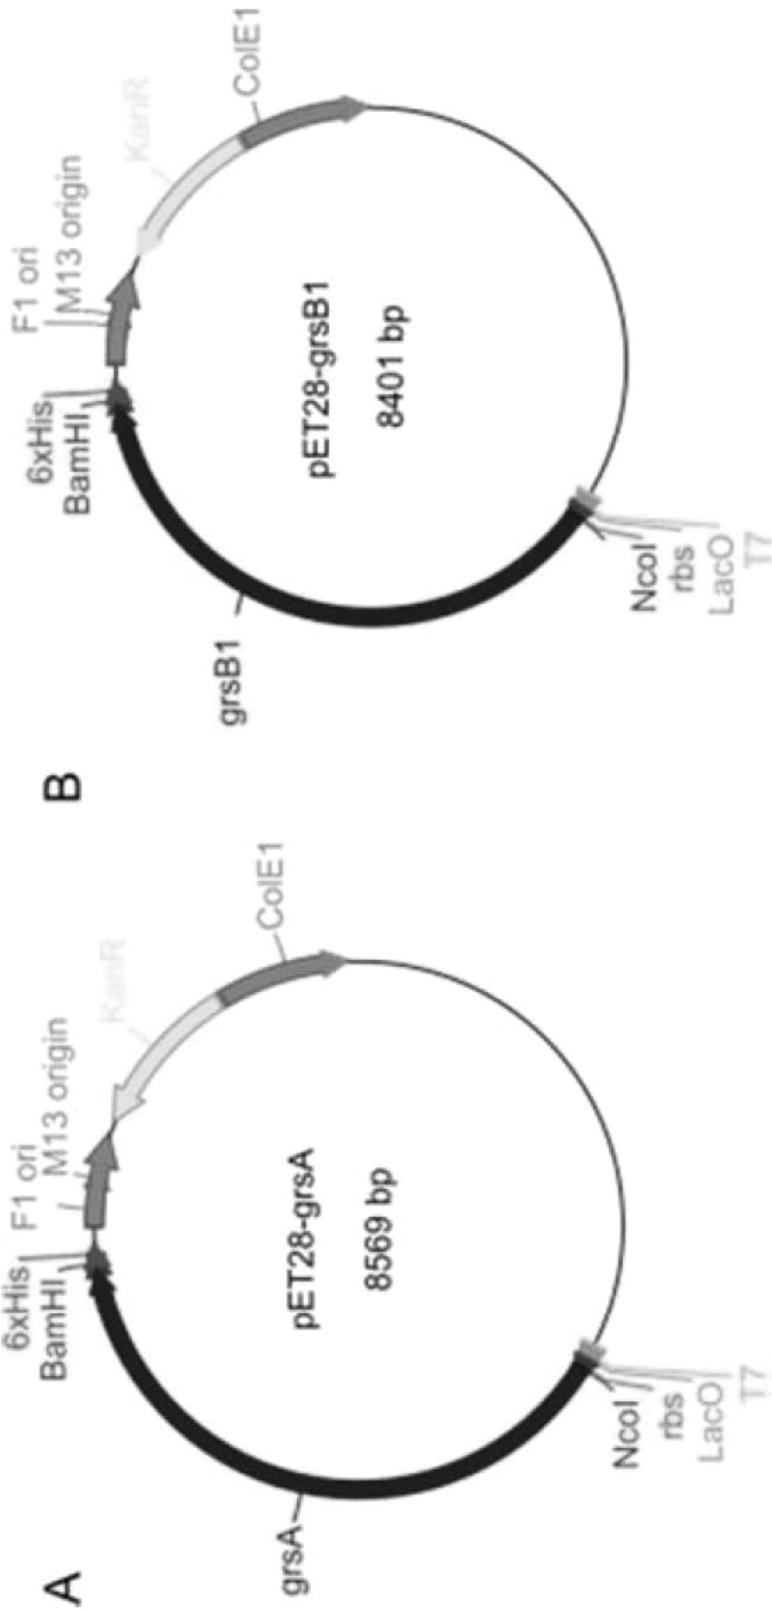 A
6xHis
F1 ori
M13 origin
BamHI
KanR
ColE1
grsA
pET28-grsA
8569 bp
NcoI
rbs
LacO
T7
B
6xHis
F1 ori
M13 origin
BamHI
KanR
ColE1
grsB1
pET28-grsB1
8401 bp
NcoI
rbs
LacO
T7